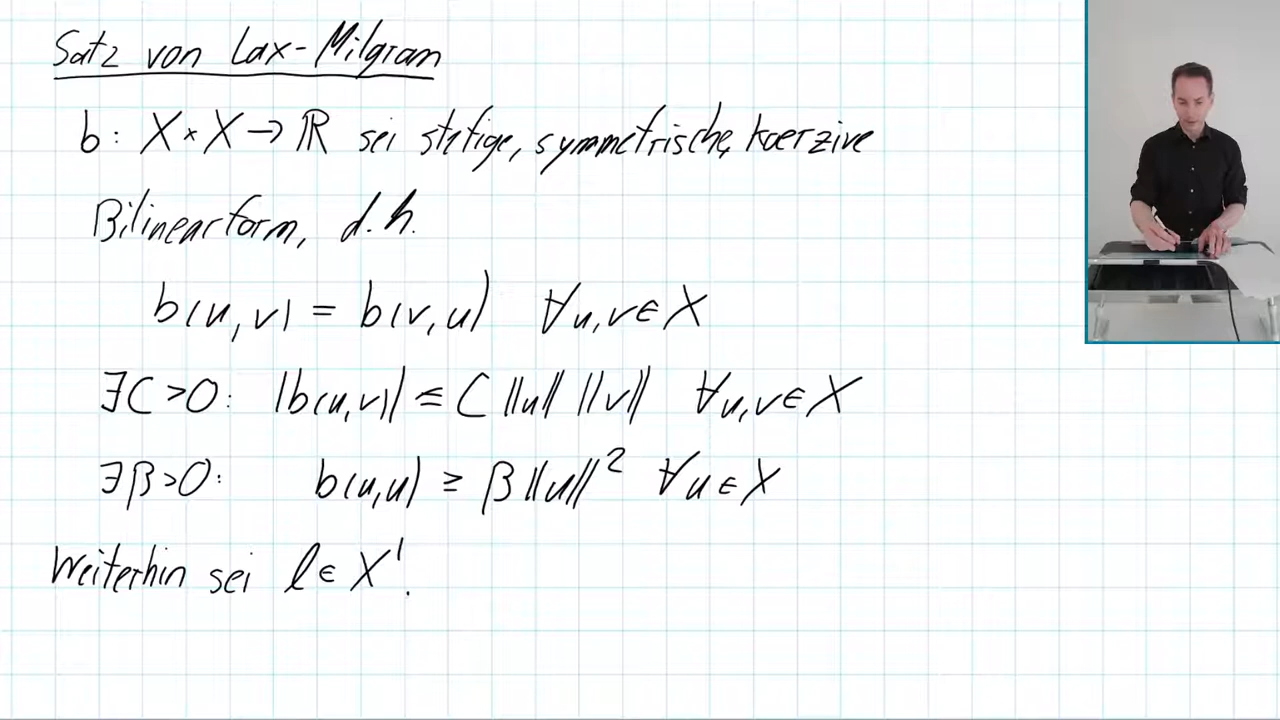 Satz von Lax-Milgram
b: X × X → ℝ sei stetige, symmetrische, koerzive
Bilinearform, d.h.
b(u,v) = b(v,u) ∀u,v∈X
∃C>0: |b(u,v)| ≤ C ‖u‖ ‖v‖ ∀u,v∈X
∃β>0: b(u,u) ≥ β‖u‖² ∀u∈X
Weiterhin sei l∈X'.